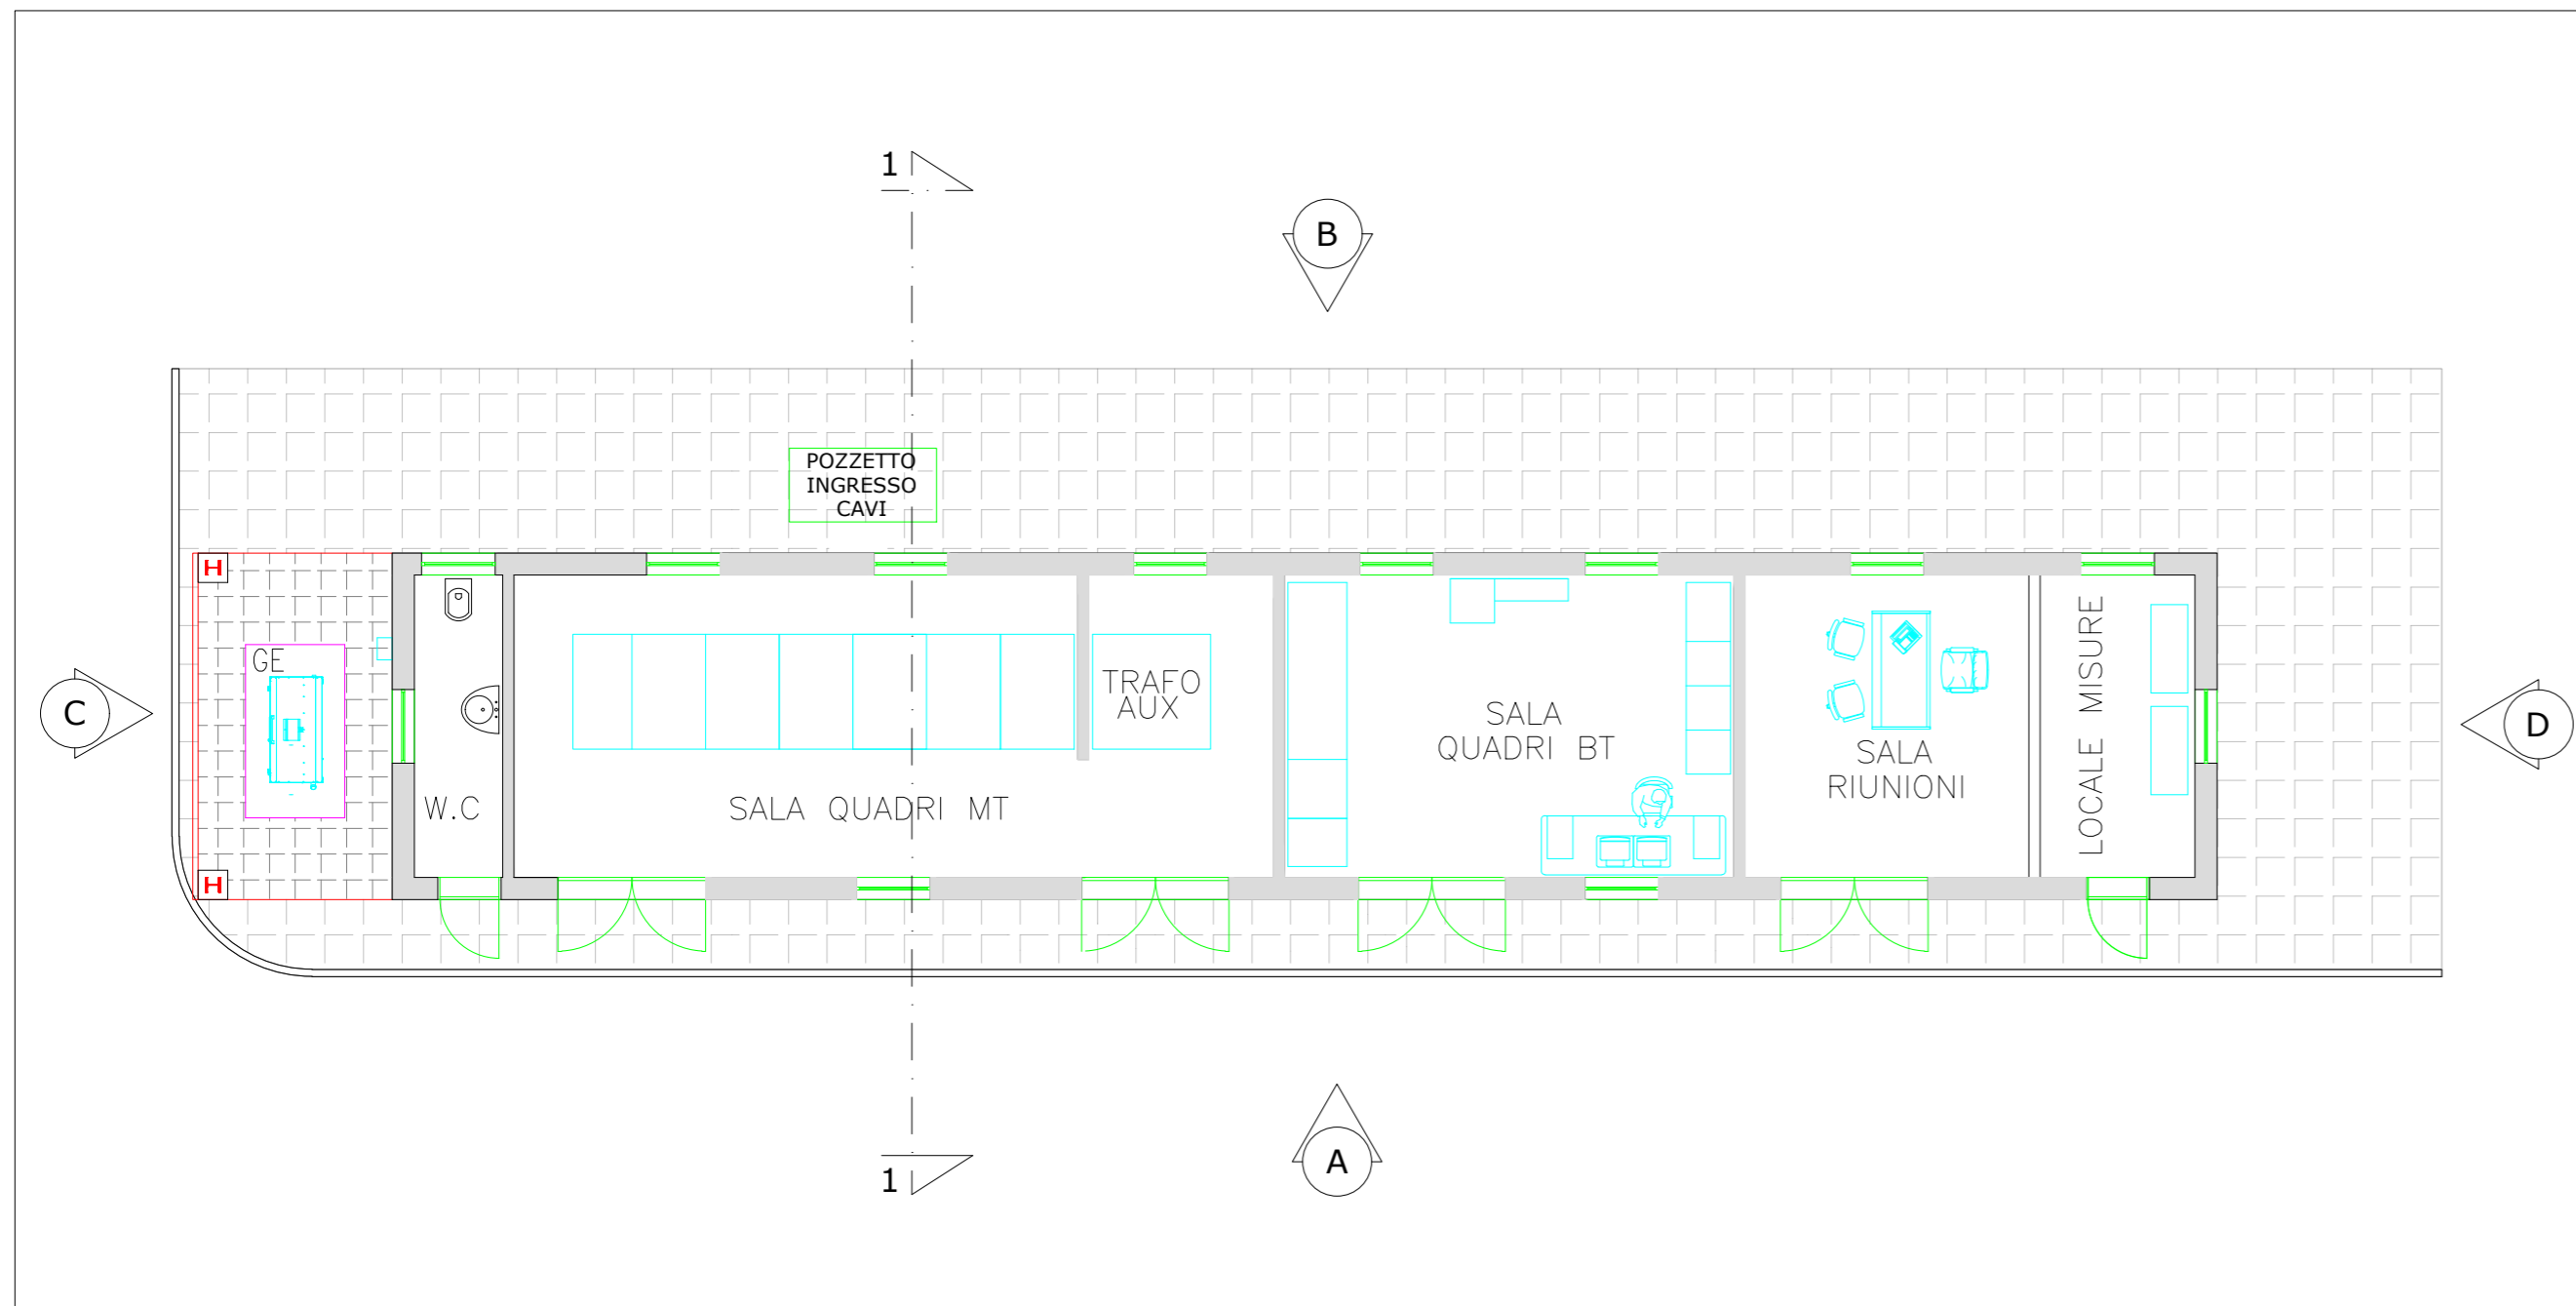 1
B
POZZETTO
INGRESSO
CAVI
H
GE
C
W.C
SALA QUADRI MT
TRAFO
AUX
SALA
QUADRI BT
SALA
RIUNIONI
LOCALE MISURE
D
H
1
A